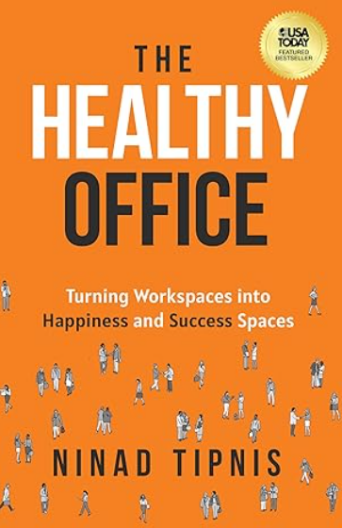 USA
TODAY
FEATURED
BESTSELLER
THE
HEALTHY
OFFICE
Turning Workspaces into
Happiness and Success Spaces
NINAD TIPNIS